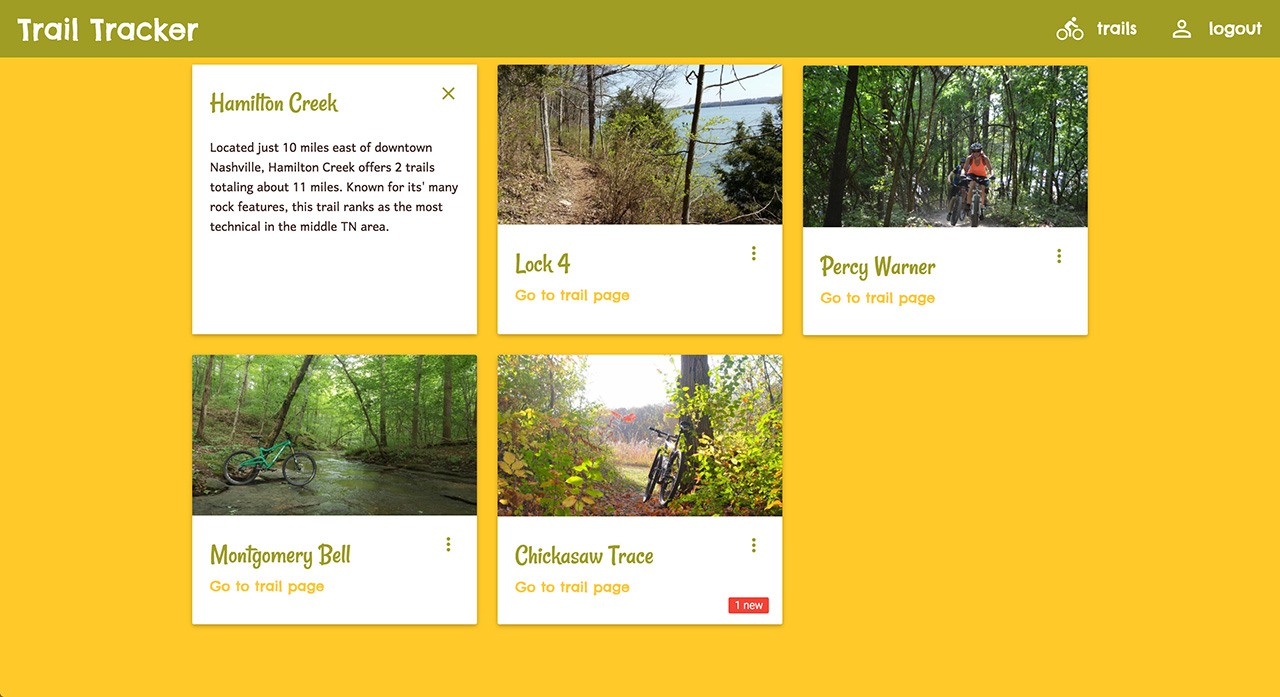 Trail Tracker
trails
logout
Hamilton Creek
Located just 10 miles east of downtown
Nashville, Hamilton Creek offers 2 trails
totaling about 11 miles. Known for its' many
rock features, this trail ranks as the most
technical in the middle TN area.
Lock 4
Go to trail page
Percy Warner
Go to trail page
Montgomery Bell
Go to trail page
Chickasaw Trace
Go to trail page
1 new